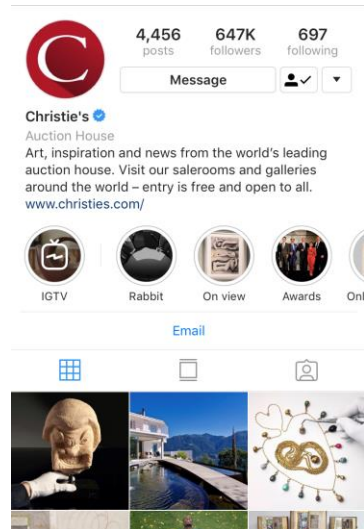 C
4,456 647K 697
posts followers following
Message
Christie's
Auction House
Art, inspiration and news from the world's leading
auction house. Visit our salerooms and galleries
around the world – entry is free and open to all.
www.christies.com/
IGTV Rabbit On view Awards Onl
Email